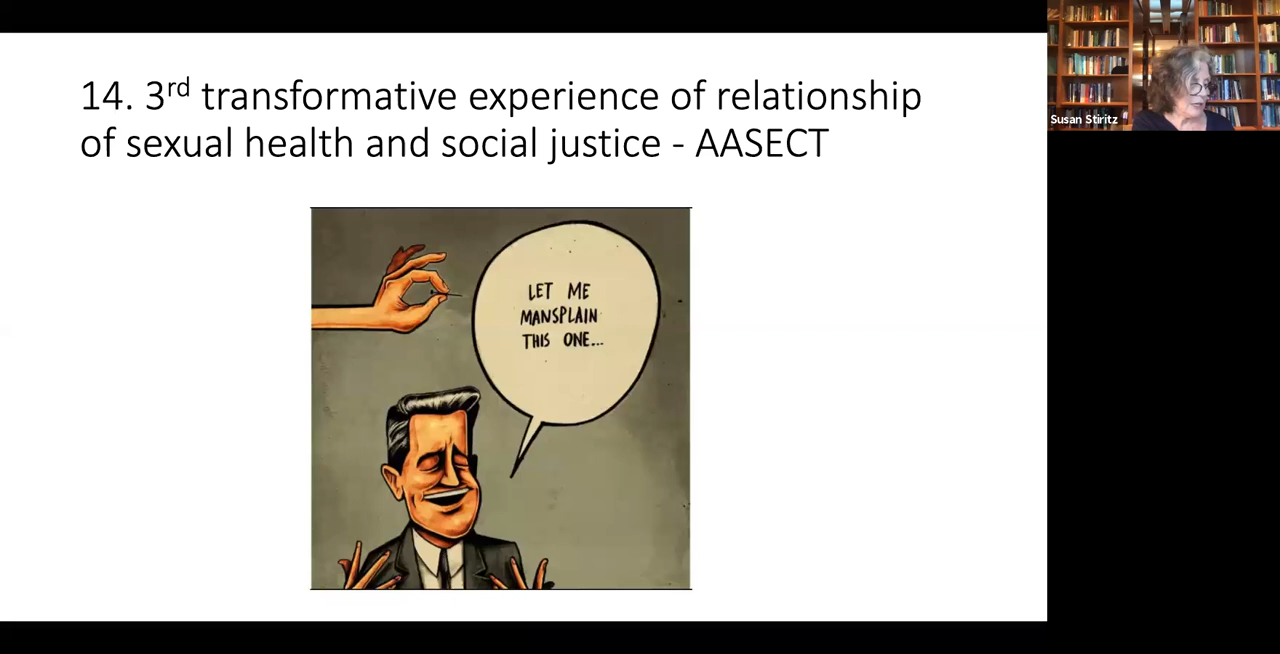 14. 3rd transformative experience of relationship
of sexual health and social justice - AASECT
LET ME
MANSPLAIN
THIS ONE...
Susan Stiritz